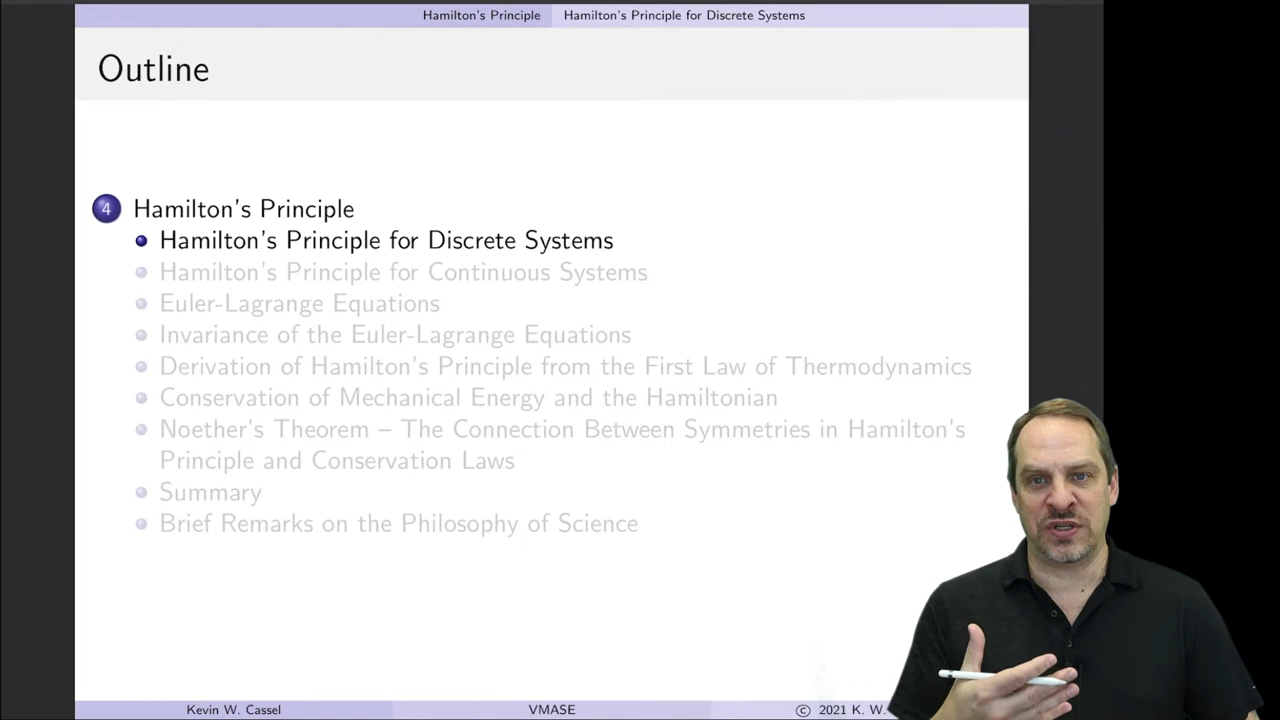 Hamilton's Principle Hamilton's Principle for Discrete Systems
Outline
4 Hamilton's Principle
Hamilton's Principle for Discrete Systems
Hamilton's Principle for Continuous Systems
Euler-Lagrange Equations
Invariance of the Euler-Lagrange Equations
Derivation of Hamilton's Principle from the First Law of Thermodynamics
Conservation of Mechanical Energy and the Hamiltonian
Noether's Theorem – The Connection Between Symmetries in Hamilton's
Principle and Conservation Laws
Summary
Brief Remarks on the Philosophy of Science
Kevin W. Cassel VMASE © 2021 K. W.